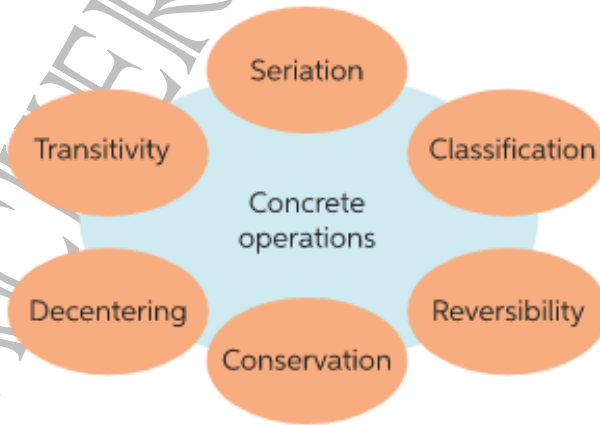 Seriation
Transitivity
Classification
Concrete
operations
Decentering
Reversibility
Conservation